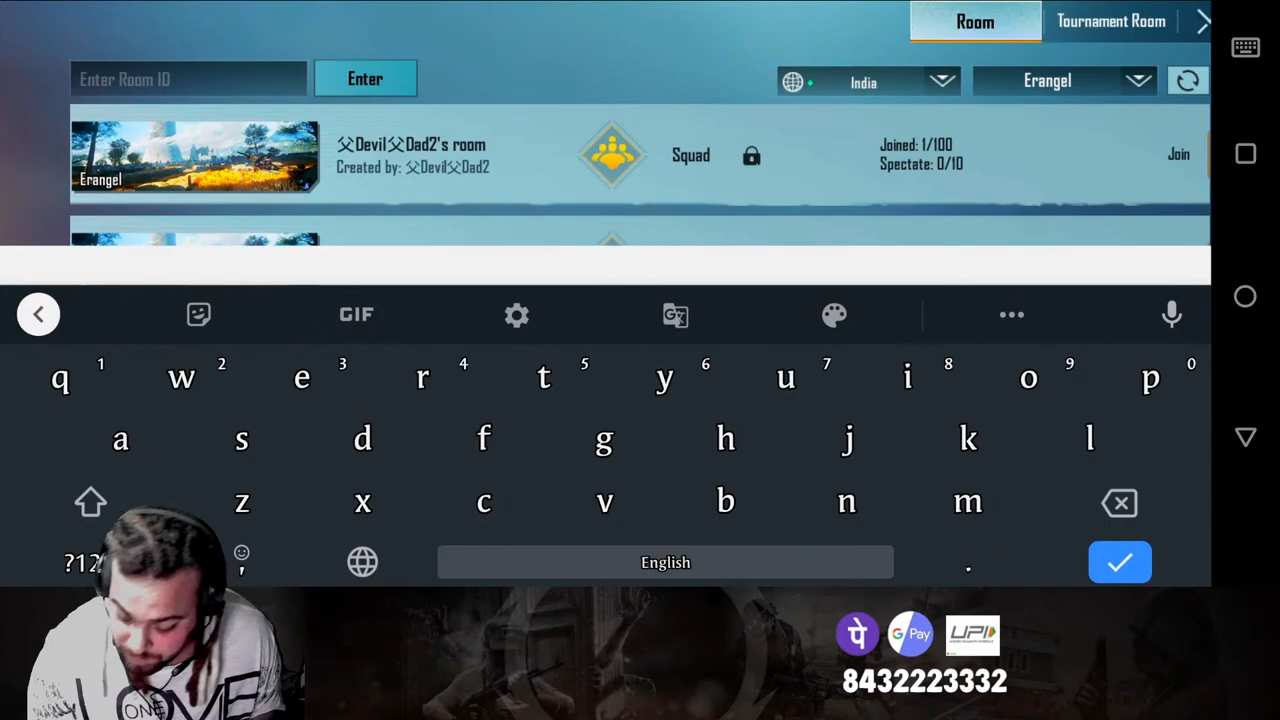 Room
Tournament Room
Enter Room ID
Enter
India
Erangel
父Devil父Dad2's room
Created by: 父Devil父Dad2
Erangel
Squad
Joined: 1/100
Spectate: 0/10
Join
GIF
q 1 w 2 e 3 r 4 t 5 y 6 u 7 i 8 o 9 p 0
a s d f g h j k l
z x c v b n m
?12
,
English
.
LOVE
ONE
पे
G Pay
UPI
8432223332